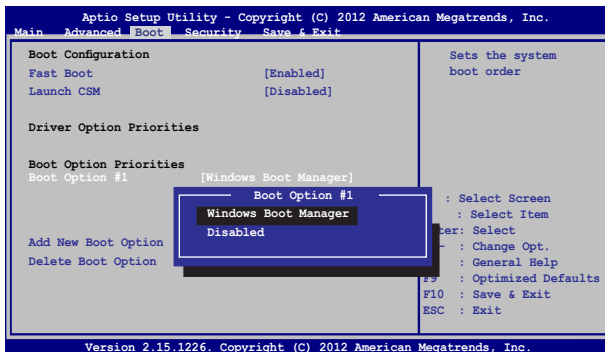 Aptio Setup Utility - Copyright (C) 2012 American Megatrends, Inc.
Main Advanced Boot Security Save & Exit
Boot Configuration
Fast Boot [Enabled]
Launch CSM [Disabled]
Driver Option Priorities
Boot Option Priorities
Boot Option #1 [Windows Boot Manager]
Boot Option #1
Windows Boot Manager
Disabled
Add New Boot Option
Delete Boot Option
Sets the system
boot order
: Select Screen
: Select Item
ter: Select
- : Change Opt.
: General Help
F9 : Optimized Defaults
F10 : Save & Exit
ESC : Exit
Version 2.15.1226. Copyright (C) 2012 American Megatrends, Inc.